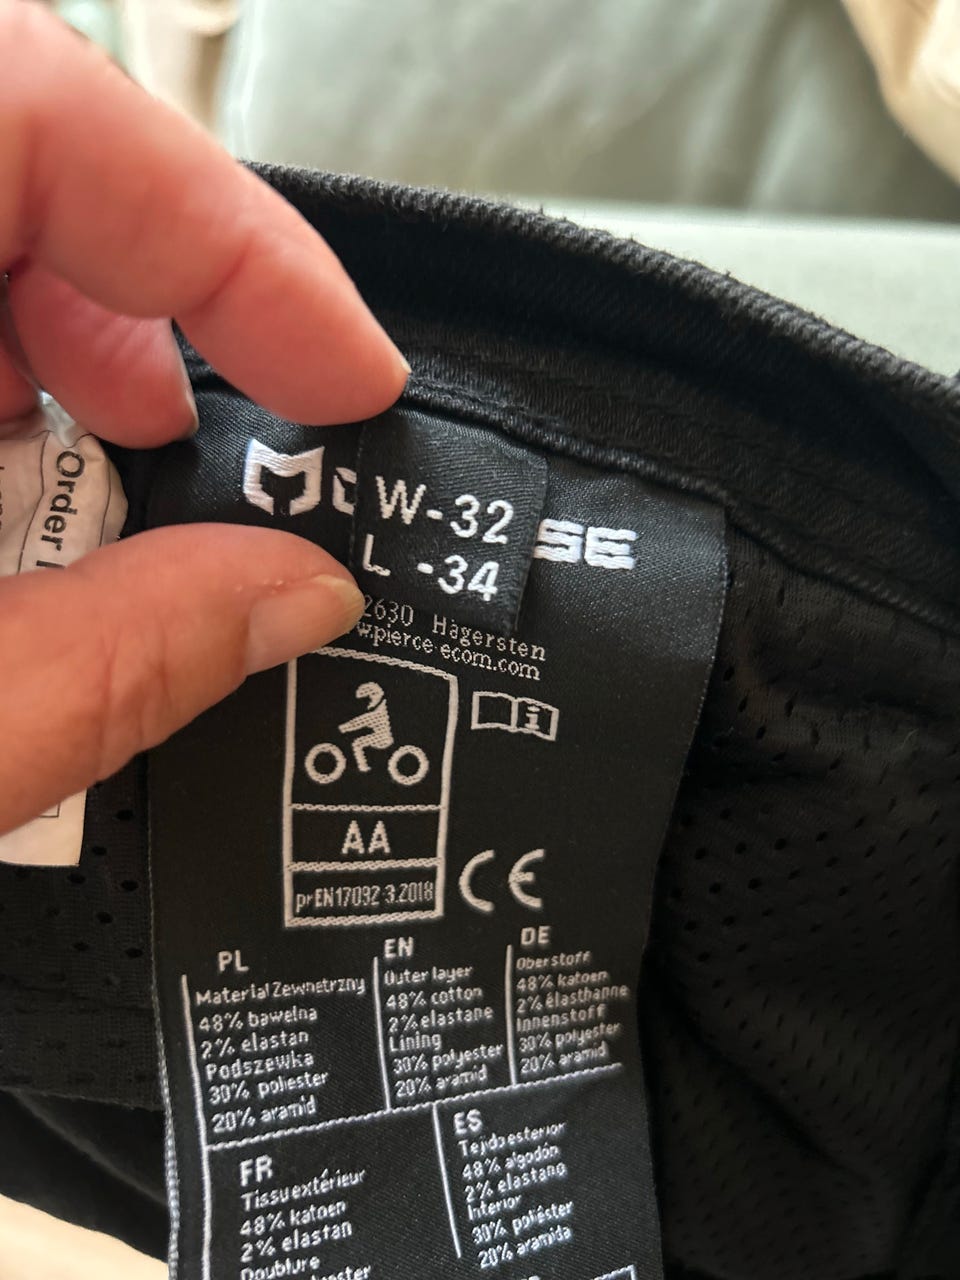 Order
W-32
L -34
SE
2630 Hägersten
w.pierce-ecom.com
i
AA
prEN17092-3.2018
CE
PL
Materiał Zewnetrzny
48% bawelna
2% elastan
Podszewka
30% poliester
20% aramid
EN
Outer layer
48% cotton
2% elastane
Lining
30% polyester
20% aramid
DE
Oberstoff
48% katoen
2% elasthanne
Innenstoff
30% polyester
20% aramid
FR
Tissu extérieur
48% katoen
2% elastan
Doublure
ES
Tejido esterior
48% algodón
2% elastano
Interior
30% poliéster
20% aramida